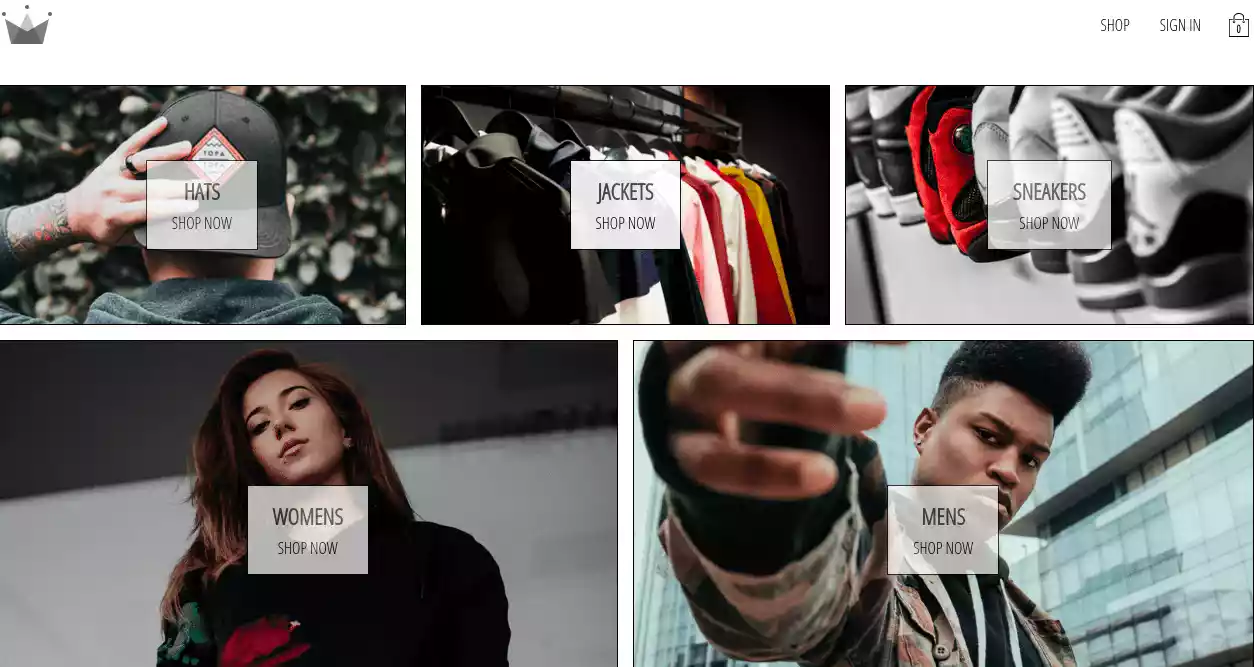 SHOP
SIGN IN
0
TOPA
HATS
SHOP NOW
JACKETS
SHOP NOW
SNEAKERS
SHOP NOW
WOMENS
SHOP NOW
MENS
SHOP NOW